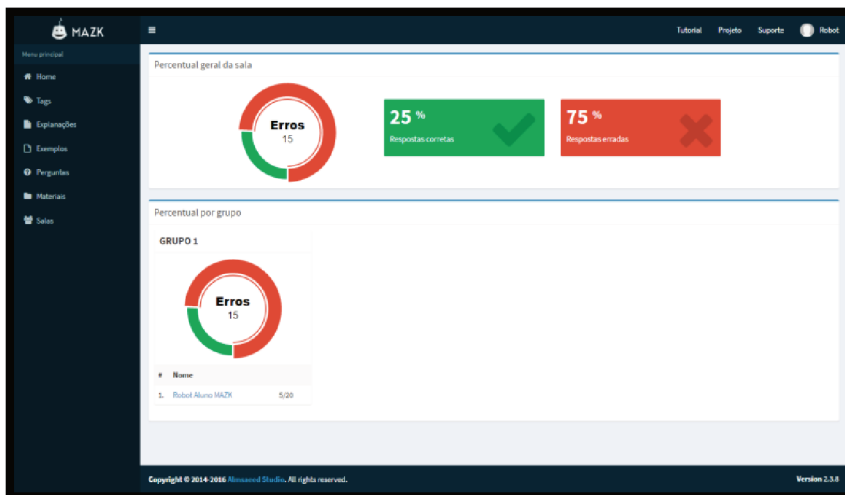 MAZK
Tutorial Projeto Suporte Robot
Menu principal
Home
Tags
Explanações
Exemplos
Perguntas
Materiais
Salas
Percentual geral da sala
Erros
15
25 %
Respostas corretas
75 %
Respostas erradas
Percentual por grupo
GRUPO 1
Erros
15
# Nome
1. Robot Aluno MAZK 5/20
Copyright © 2014-2016 Almsaeed Studio. All rights reserved.
Version 2.3.8